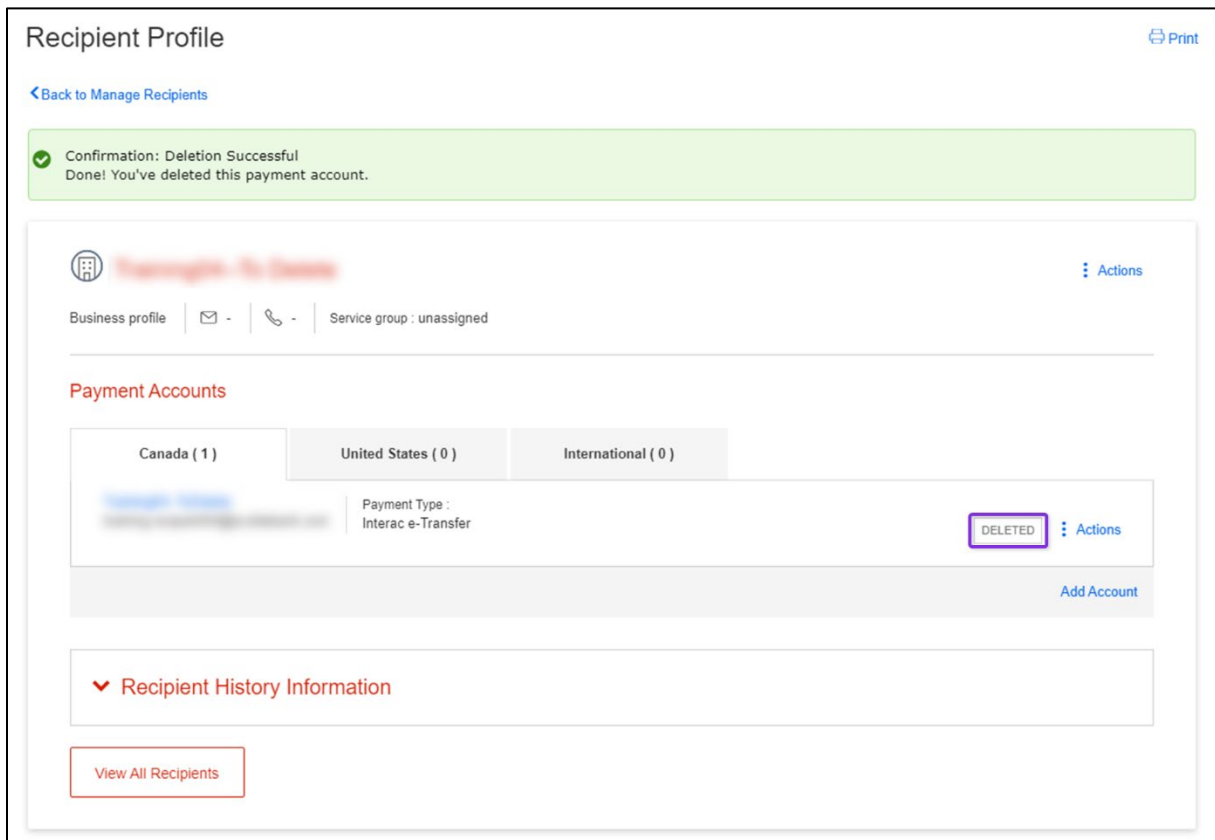 Recipient Profile
Print
Back to Manage Recipients
Confirmation: Deletion Successful
Done! You've deleted this payment account.
Actions
Business profile
-
-
Service group : unassigned
Payment Accounts
Canada ( 1 )
United States ( 0 )
International ( 0 )
Payment Type :
Interac e-Transfer
DELETED
Actions
Add Account
Recipient History Information
View All Recipients